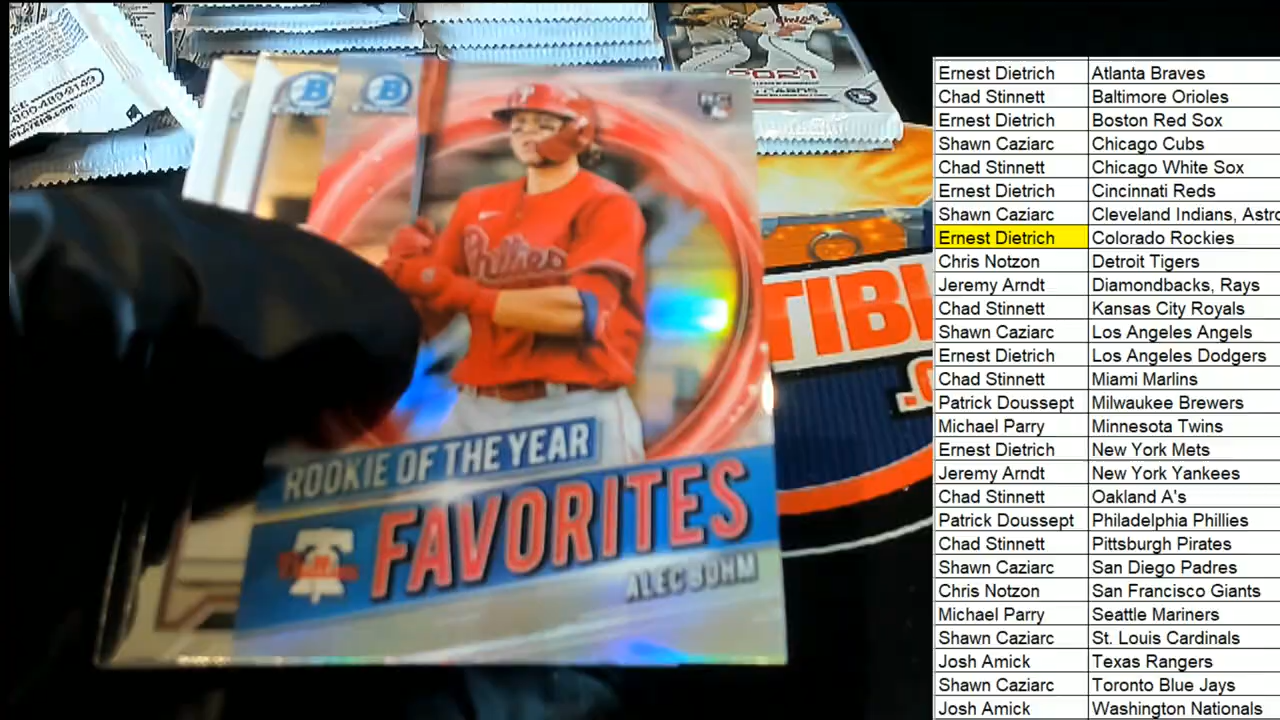 B
B
RC
2021
Phillies
TIBL
.C
ROOKIE OF THE YEAR
FAVORITES
ALEC BOHM
Ernest Dietrich Atlanta Braves
Chad Stinnett Baltimore Orioles
Ernest Dietrich Boston Red Sox
Shawn Caziarc Chicago Cubs
Chad Stinnett Chicago White Sox
Ernest Dietrich Cincinnati Reds
Shawn Caziarc Cleveland Indians, Astro
Ernest Dietrich Colorado Rockies
Chris Notzon Detroit Tigers
Jeremy Arndt Diamondbacks, Rays
Chad Stinnett Kansas City Royals
Shawn Caziarc Los Angeles Angels
Ernest Dietrich Los Angeles Dodgers
Chad Stinnett Miami Marlins
Patrick Doussept Milwaukee Brewers
Michael Parry Minnesota Twins
Ernest Dietrich New York Mets
Jeremy Arndt New York Yankees
Chad Stinnett Oakland A's
Patrick Doussept Philadelphia Phillies
Chad Stinnett Pittsburgh Pirates
Shawn Caziarc San Diego Padres
Chris Notzon San Francisco Giants
Michael Parry Seattle Mariners
Shawn Caziarc St. Louis Cardinals
Josh Amick Texas Rangers
Shawn Caziarc Toronto Blue Jays
Josh Amick Washington Nationals